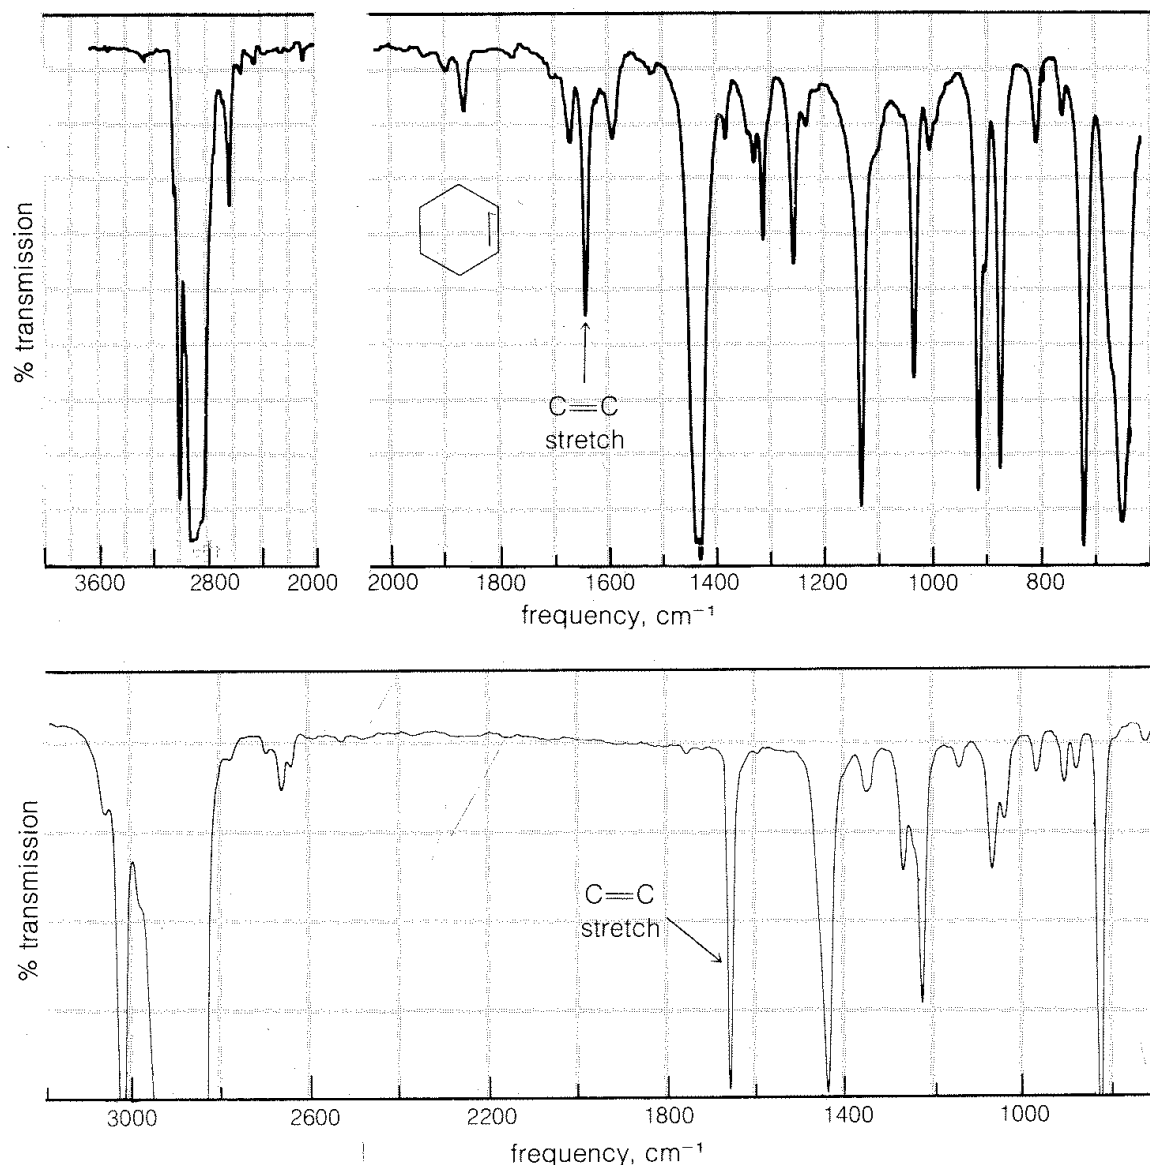 % transmission
C=C
stretch
3600 2800 2000 2000 1800 1600 1400 1200 1000 800
frequency, cm⁻¹
% transmission
C=C
stretch
3000 2600 2200 1800 1400 1000
frequency, cm⁻¹